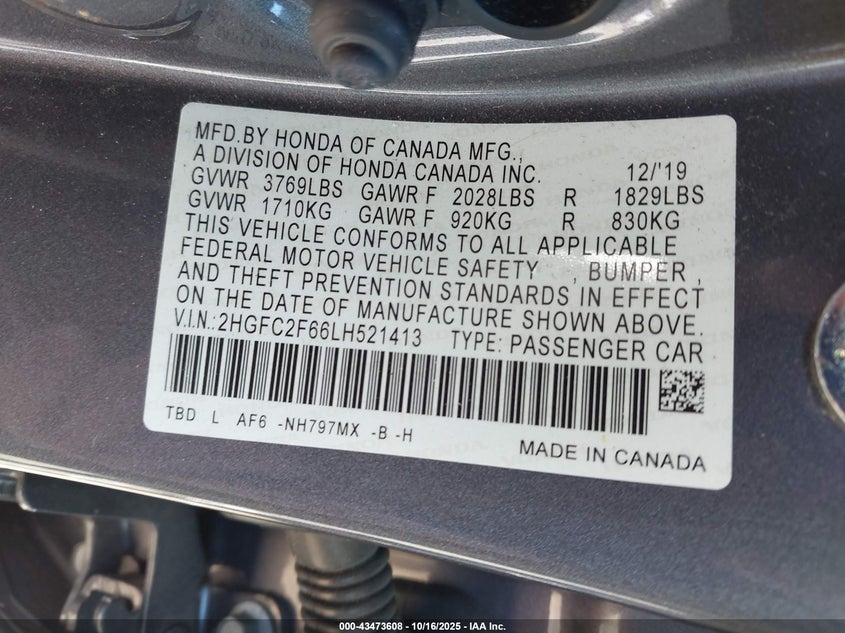 MFD.BY HONDA OF CANADA MFG.,
A DIVISION OF HONDA CANADA INC. 12/'19
GVWR 3769LBS GAWR F 2028LBS R 1829LBS
GVWR 1710KG GAWR F 920KG R 830KG
THIS VEHICLE CONFORMS TO ALL APPLICABLE
FEDERAL MOTOR VEHICLE SAFETY , BUMPER ,
AND THEFT PREVENTION STANDARDS IN EFFECT
ON THE DATE OF MANUFACTURE SHOWN ABOVE.
V.I.N.: 2HGFC2F66LH521413 TYPE: PASSENGER CAR
TBD L AF6 -NH797MX -B -H
MADE IN CANADA
000-43473608 - 10/16/2025 - IAA Inc.